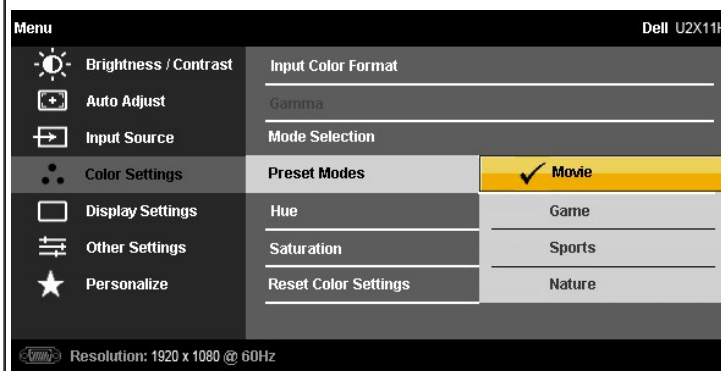 Menu Dell U2X11H
Brightness / Contrast Input Color Format
Auto Adjust Gamma
Input Source Mode Selection
Color Settings Preset Modes Movie
Display Settings Hue Game
Other Settings Saturation Sports
Personalize Reset Color Settings Nature
Resolution: 1920 x 1080 @ 60Hz